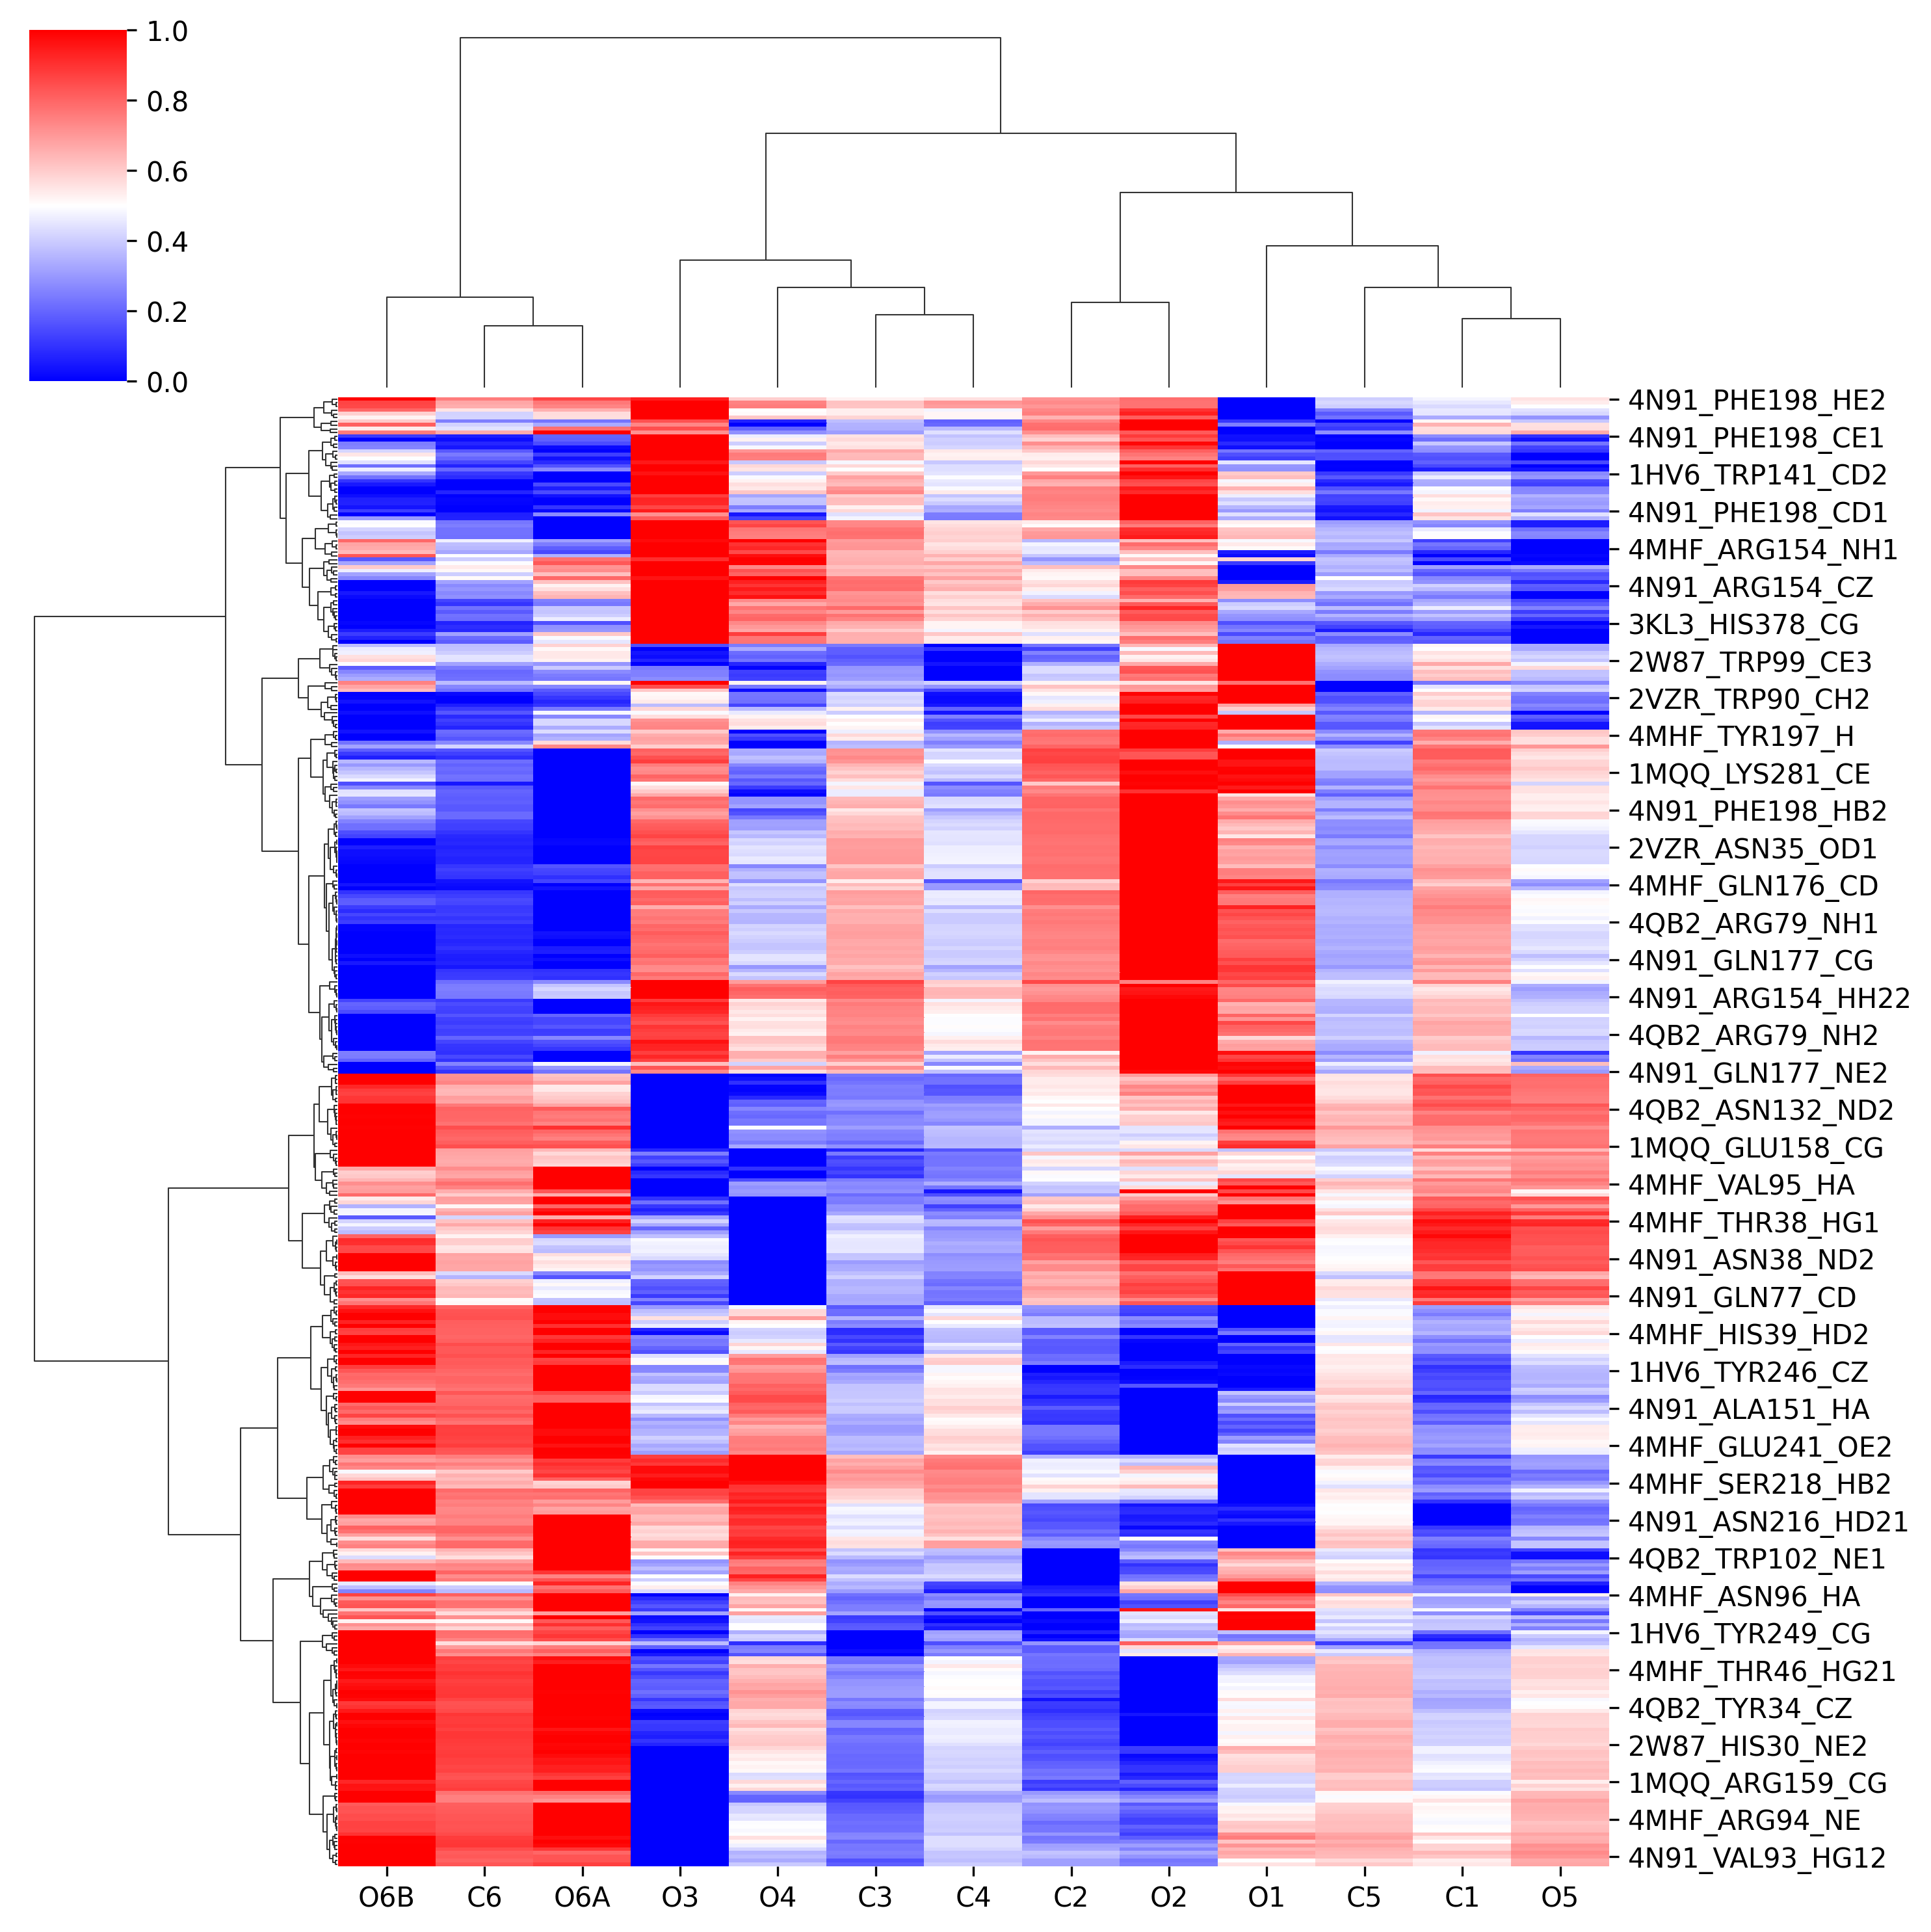 1.0
0.8
0.6
0.4
0.2
0.0
4N91_PHE198_HE2
4N91_PHE198_CE1
1HV6_TRP141_CD2
4N91_PHE198_CD1
4MHF_ARG154_NH1
4N91_ARG154_CZ
3KL3_HIS378_CG
2W87_TRP99_CE3
2VZR_TRP90_CH2
4MHF_TYR197_H
1MQQ_LYS281_CE
4N91_PHE198_HB2
2VZR_ASN35_OD1
4MHF_GLN176_CD
4QB2_ARG79_NH1
4N91_GLN177_CG
4N91_ARG154_HH22
4QB2_ARG79_NH2
4N91_GLN177_NE2
4QB2_ASN132_ND2
1MQQ_GLU158_CG
4MHF_VAL95_HA
4MHF_THR38_HG1
4N91_ASN38_ND2
4N91_GLN77_CD
4MHF_HIS39_HD2
1HV6_TYR246_CZ
4N91_ALA151_HA
4MHF_GLU241_OE2
4MHF_SER218_HB2
4N91_ASN216_HD21
4QB2_TRP102_NE1
4MHF_ASN96_HA
1HV6_TYR249_CG
4MHF_THR46_HG21
4QB2_TYR34_CZ
2W87_HIS30_NE2
1MQQ_ARG159_CG
4MHF_ARG94_NE
4N91_VAL93_HG12
O6B C6 O6A O3 O4 C3 C4 C2 O2 O1 C5 C1 O5